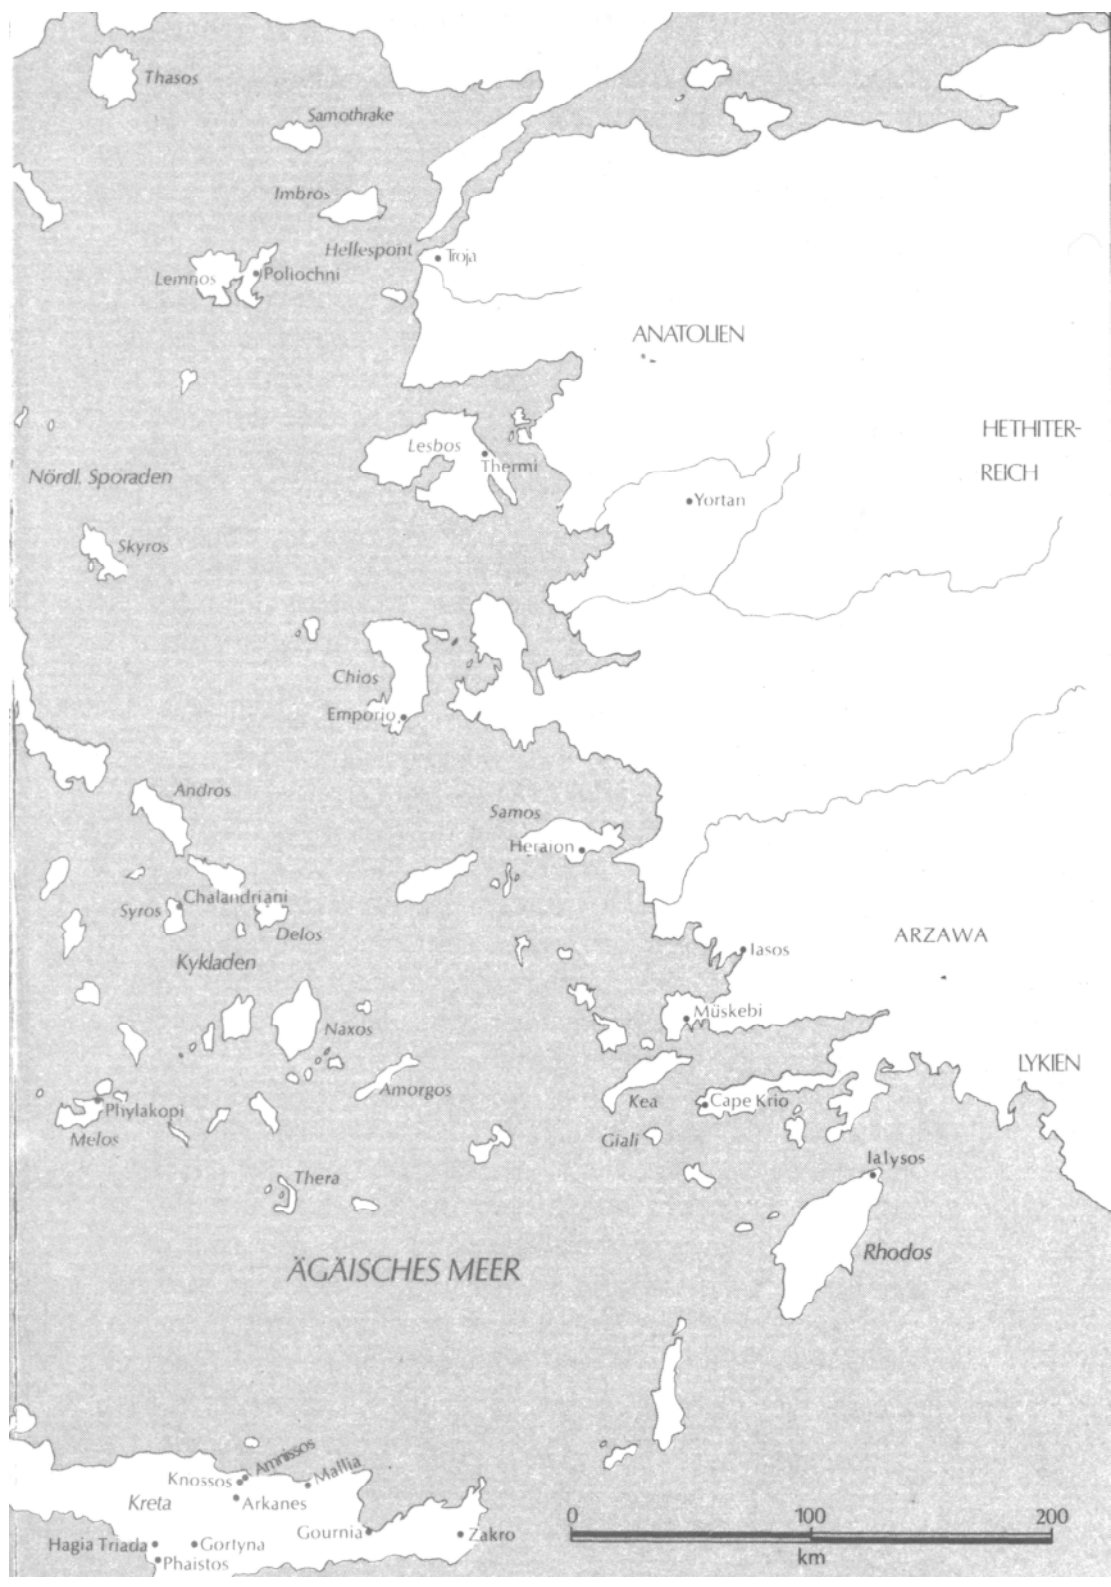 Thasos
Samothrake
Imbros
Hellespont
Troja
Lemnos
Poliochni
ANATOLIEN
HETHITER-
REICH
Lesbos
Thermi
Nördl. Sporaden
Yortan
Skyros
Chios
Emporio
Andros
Samos
Heraion
Chalandriani
Syros
Delos
Kykladen
ARZAWA
Iasos
Müskebi
Naxos
LYKIEN
Amorgos
Kea
Cape Krio
Phylakopi
Melos
Giali
Ialysos
Thera
Rhodos
ÄGÄISCHES MEER
Amnissos
Knossos
Mallia
Kreta
Arkanes
Gournia
Zakro
Hagia Triada
Gortyna
Phaistos
0 100 200
km